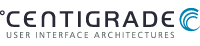 °CENTIGRADE
USER INTERFACE ARCHITECTURES